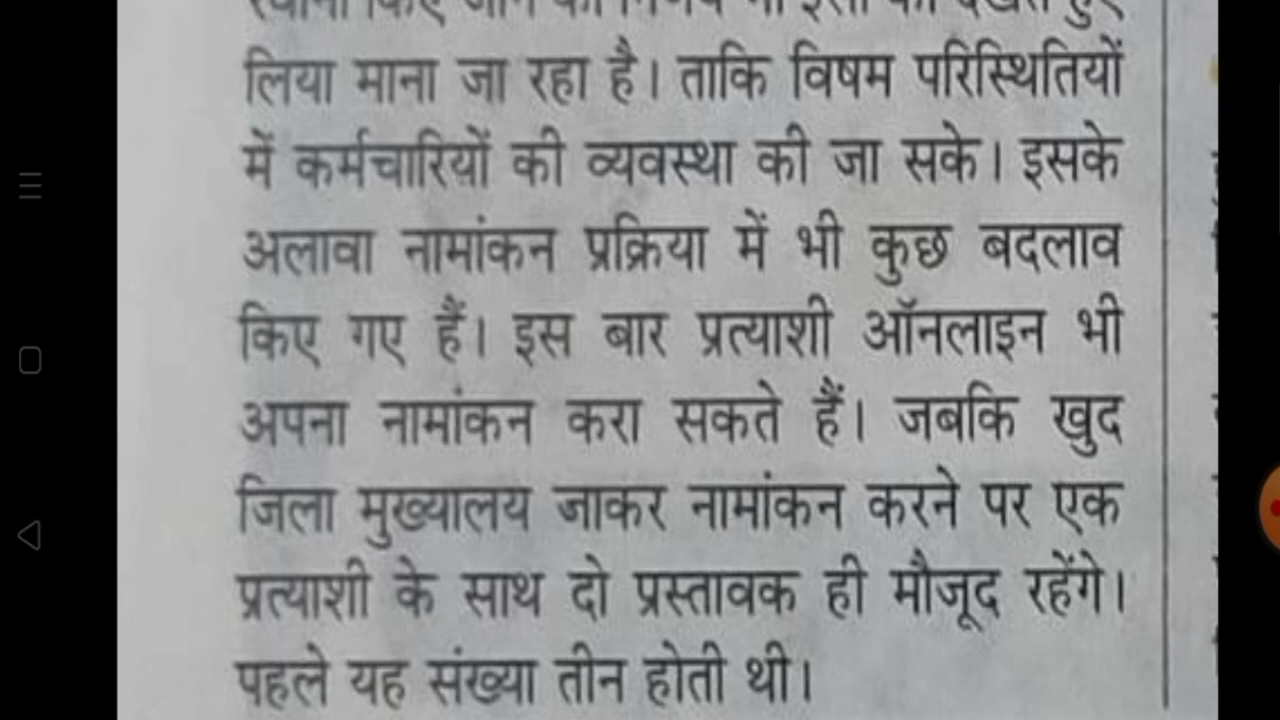 लिया माना जा रहा है। ताकि विषम परिस्थितियों
में कर्मचारियों की व्यवस्था की जा सके। इसके
अलावा नामांकन प्रक्रिया में भी कुछ बदलाव
किए गए हैं। इस बार प्रत्याशी ऑनलाइन भी
अपना नामांकन करा सकते हैं। जबकि खुद
जिला मुख्यालय जाकर नामांकन करने पर एक
प्रत्याशी के साथ दो प्रस्तावक ही मौजूद रहेंगे।
पहले यह संख्या तीन होती थी।